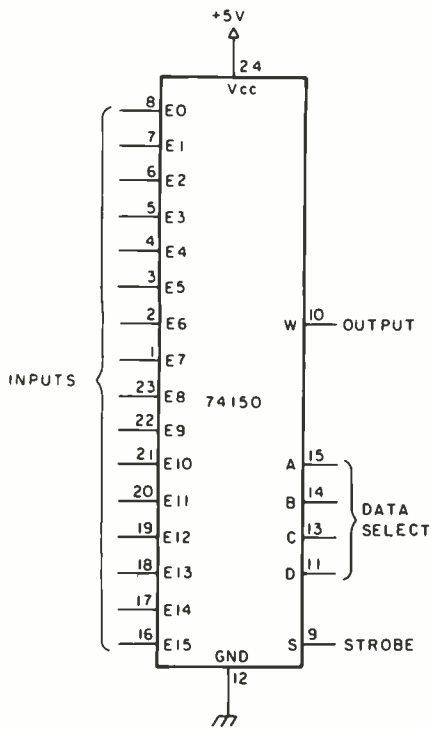 +5V
24
Vcc
8 E0
7 E1
6 E2
5 E3
4 E4
3 E5
2 E6
W 10 OUTPUT
1 E7
INPUTS
23 E8
74150
22 E9
21 E10
A 15
20 E11
B 14
DATA
SELECT
19 E12
C 13
18 E13
D 11
17 E14
16 E15
S 9 STROBE
GND
12